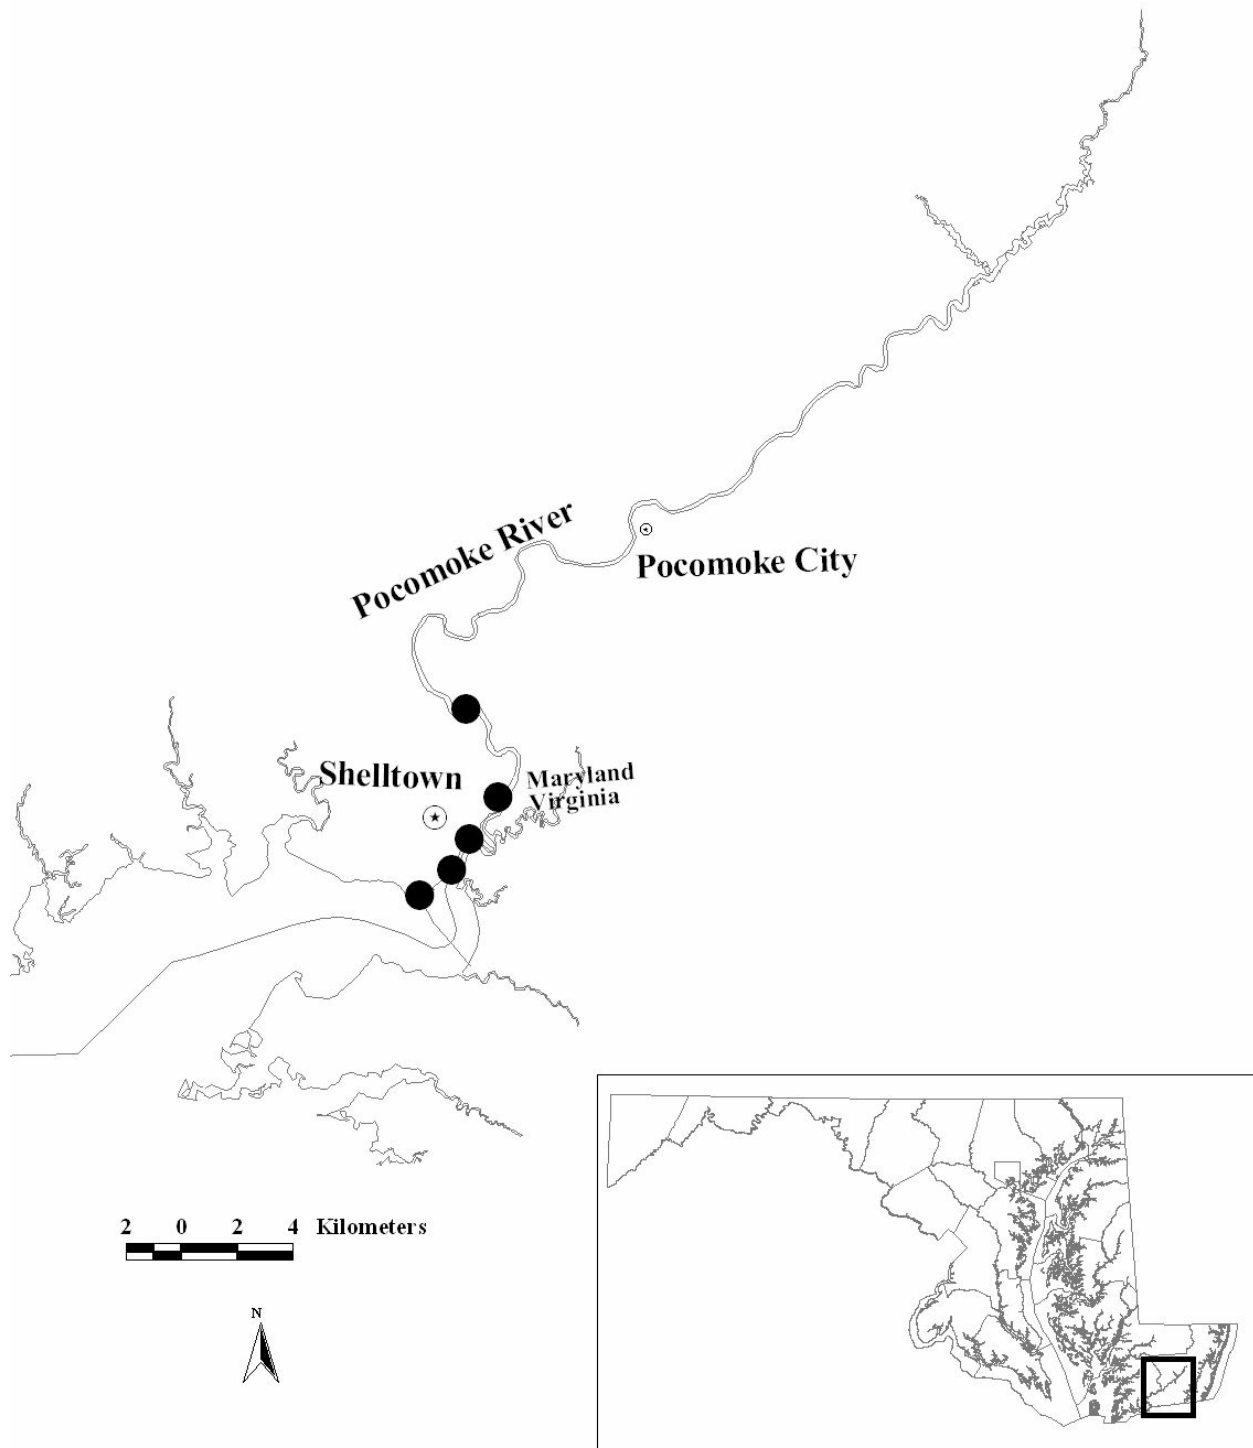 Pocomoke River
Pocomoke City
Shelltown
Maryland
Virginia
2 0 2 4 Kilometers
N